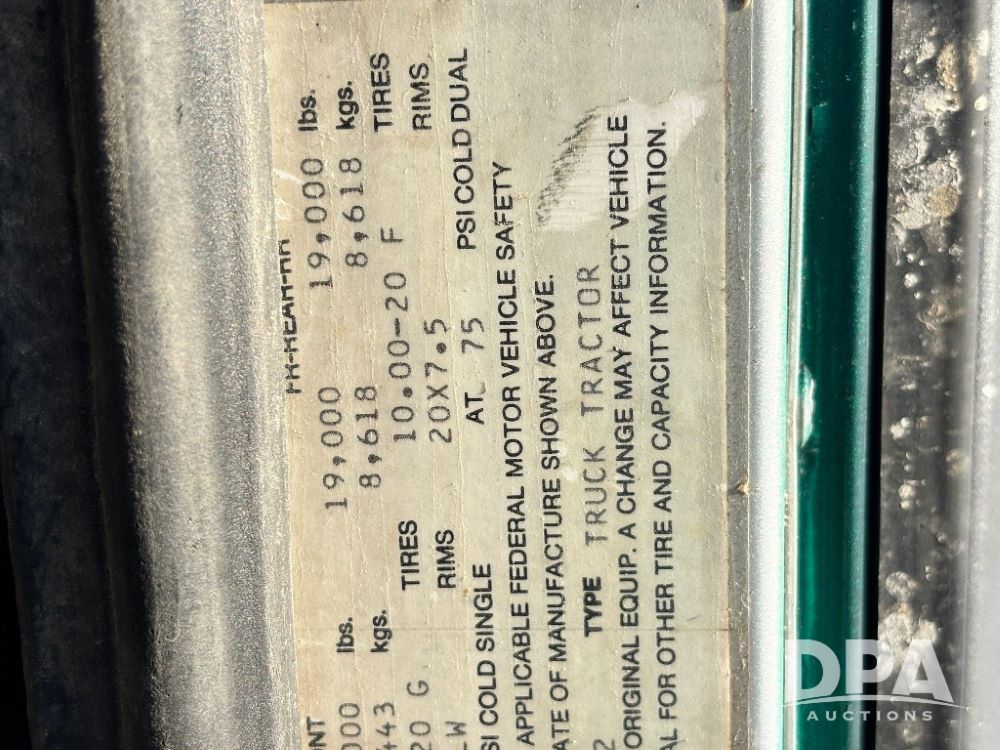 ONT
000 lbs. 19,000 19,000 lbs.
443 kgs. 8,618 8,618 kgs.
20 G TIRES 10.00-20 F TIRES
LW RIMS 20X7.5 RIMS
SI COLD SINGLE AT 75 PSI COLD DUAL
APPLICABLE FEDERAL MOTOR VEHICLE SAFETY
ATE OF MANUFACTURE SHOWN ABOVE.
2 TYPE TRUCK TRACTOR
ORIGINAL EQUIP. A CHANGE MAY AFFECT VEHICLE
AL FOR OTHER TIRE AND CAPACITY INFORMATION.
DPA
AUCTIONS